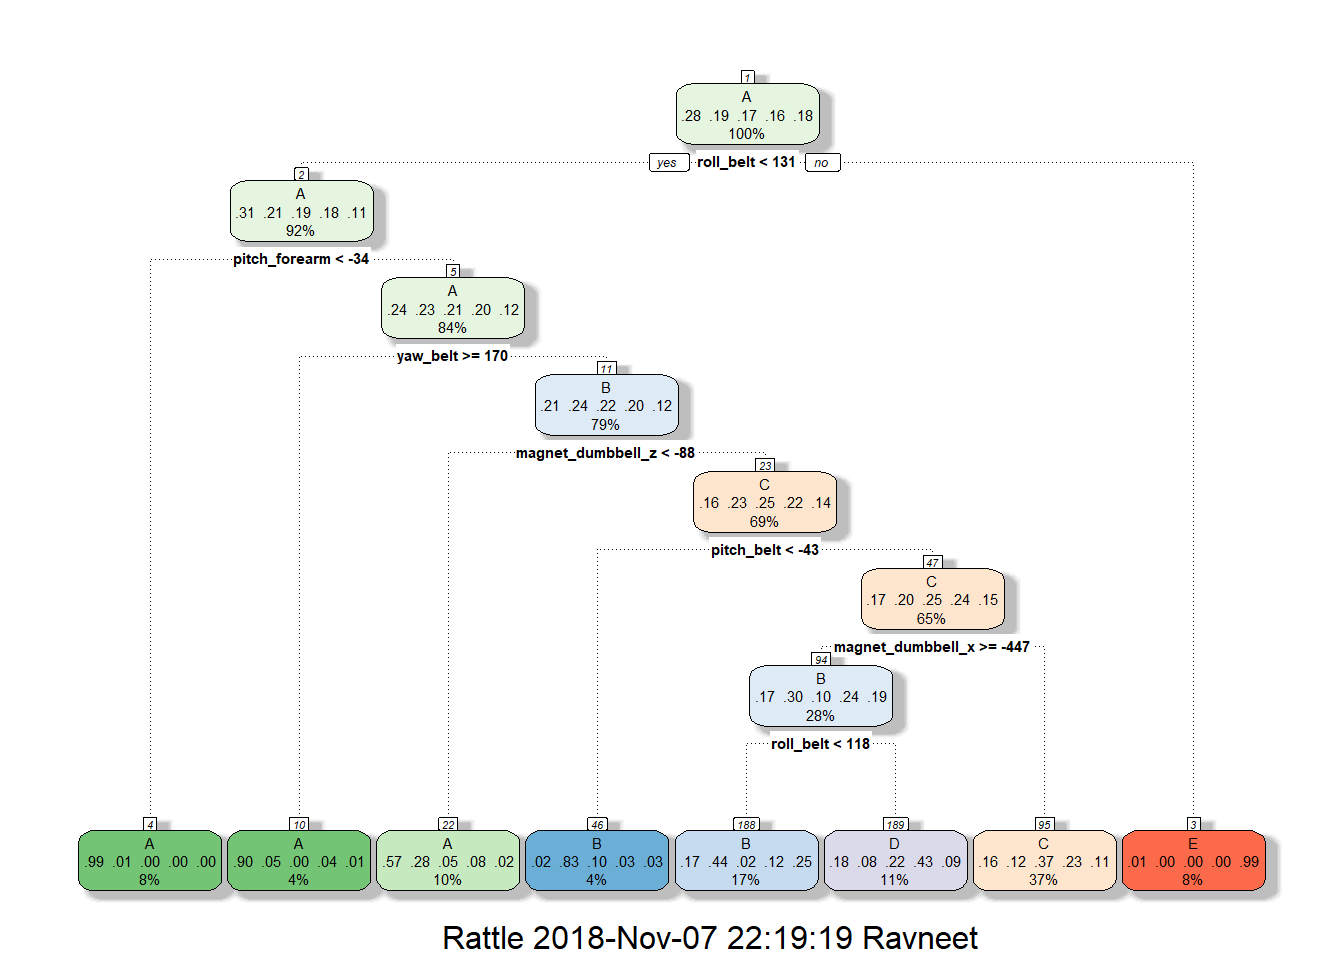 1
A
.28 .19 .17 .16 .18
100%
yes roll_belt < 131 no
2
A
.31 .21 .19 .18 .11
92%
pitch_forearm < -34
5
A
.24 .23 .21 .20 .12
84%
yaw_belt >= 170
11
B
.21 .24 .22 .20 .12
79%
magnet_dumbbell_z < -88
23
C
.16 .23 .25 .22 .14
69%
pitch_belt < -43
47
C
.17 .20 .25 .24 .15
65%
magnet_dumbbell_x >= -447
94
B
.17 .30 .10 .24 .19
28%
roll_belt < 118
4
A
.99 .01 .00 .00 .00
8%
10
A
.90 .05 .00 .04 .01
4%
22
A
.57 .28 .05 .08 .02
10%
46
B
.02 .83 .10 .03 .03
4%
188
B
.17 .44 .02 .12 .25
17%
189
D
.18 .08 .22 .43 .09
11%
95
C
.16 .12 .37 .23 .11
37%
3
E
.01 .00 .00 .00 .99
8%
Rattle 2018-Nov-07 22:19:19 Ravneet